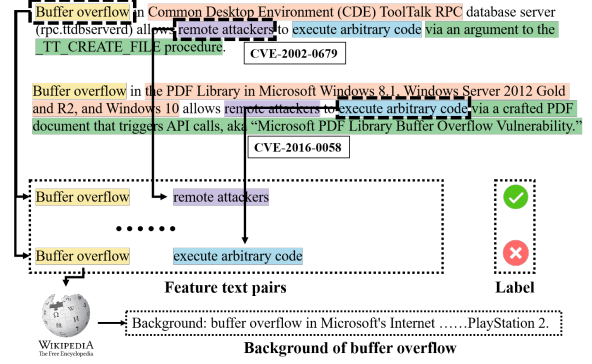 Buffer overflow in Common Desktop Environment (CDE) ToolTalk RPC database server
(rpc.ttdbserverd) allows remote attackers to execute arbitrary code via an argument to the
_TT_CREATE_FILE procedure.
CVE-2002-0679
Buffer overflow in the PDF Library in Microsoft Windows 8.1, Windows Server 2012 Gold
and R2, and Windows 10 allows remote attackers to execute arbitrary code via a crafted PDF
document that triggers API calls, aka “Microsoft PDF Library Buffer Overflow Vulnerability.”
CVE-2016-0058
Buffer overflow remote attackers
......
Buffer overflow execute arbitrary code
Feature text pairs Label
WIKIPEDIA
The Free Encyclopedia
Background: buffer overflow in Microsoft's Internet ……PlayStation 2.
Background of buffer overflow